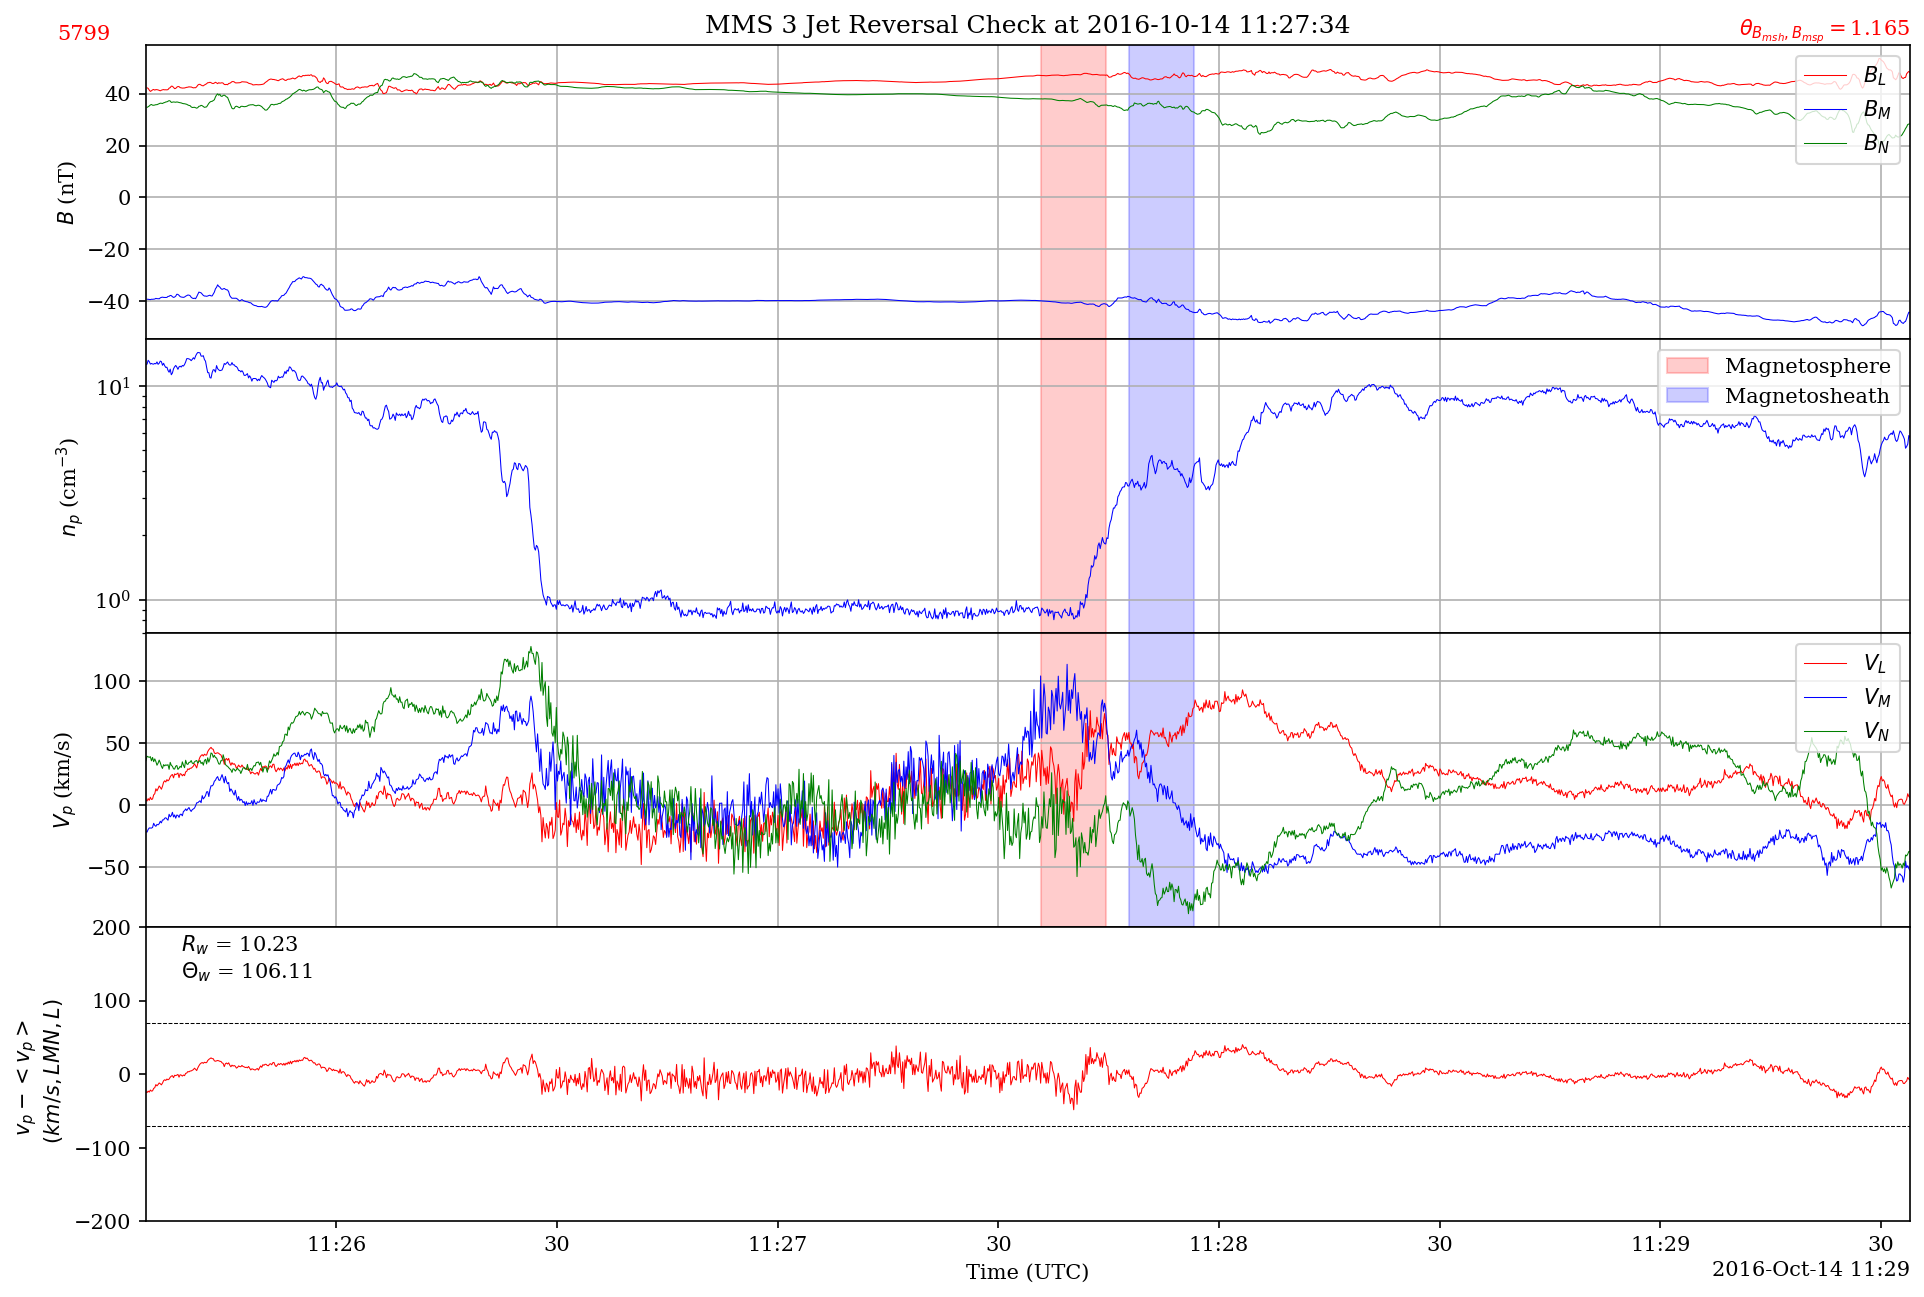 5799
MMS 3 Jet Reversal Check at 2016-10-14 11:27:34
θ_{B_{msh}, B_{msp}} = 1.165
B (nT)
40
20
0
−20
−40
B_L
B_M
B_N
n_p (cm^{−3})
10^1
10^0
Magnetosphere
Magnetosheath
V_p (km/s)
100
50
0
−50
V_L
V_M
V_N
v_p − < v_p >
(km/s, LMN, L)
200
100
0
−100
−200
R_w = 10.23
Θ_w = 106.11
11:26
30
11:27
30
11:28
30
11:29
30
Time (UTC)
2016-Oct-14 11:29